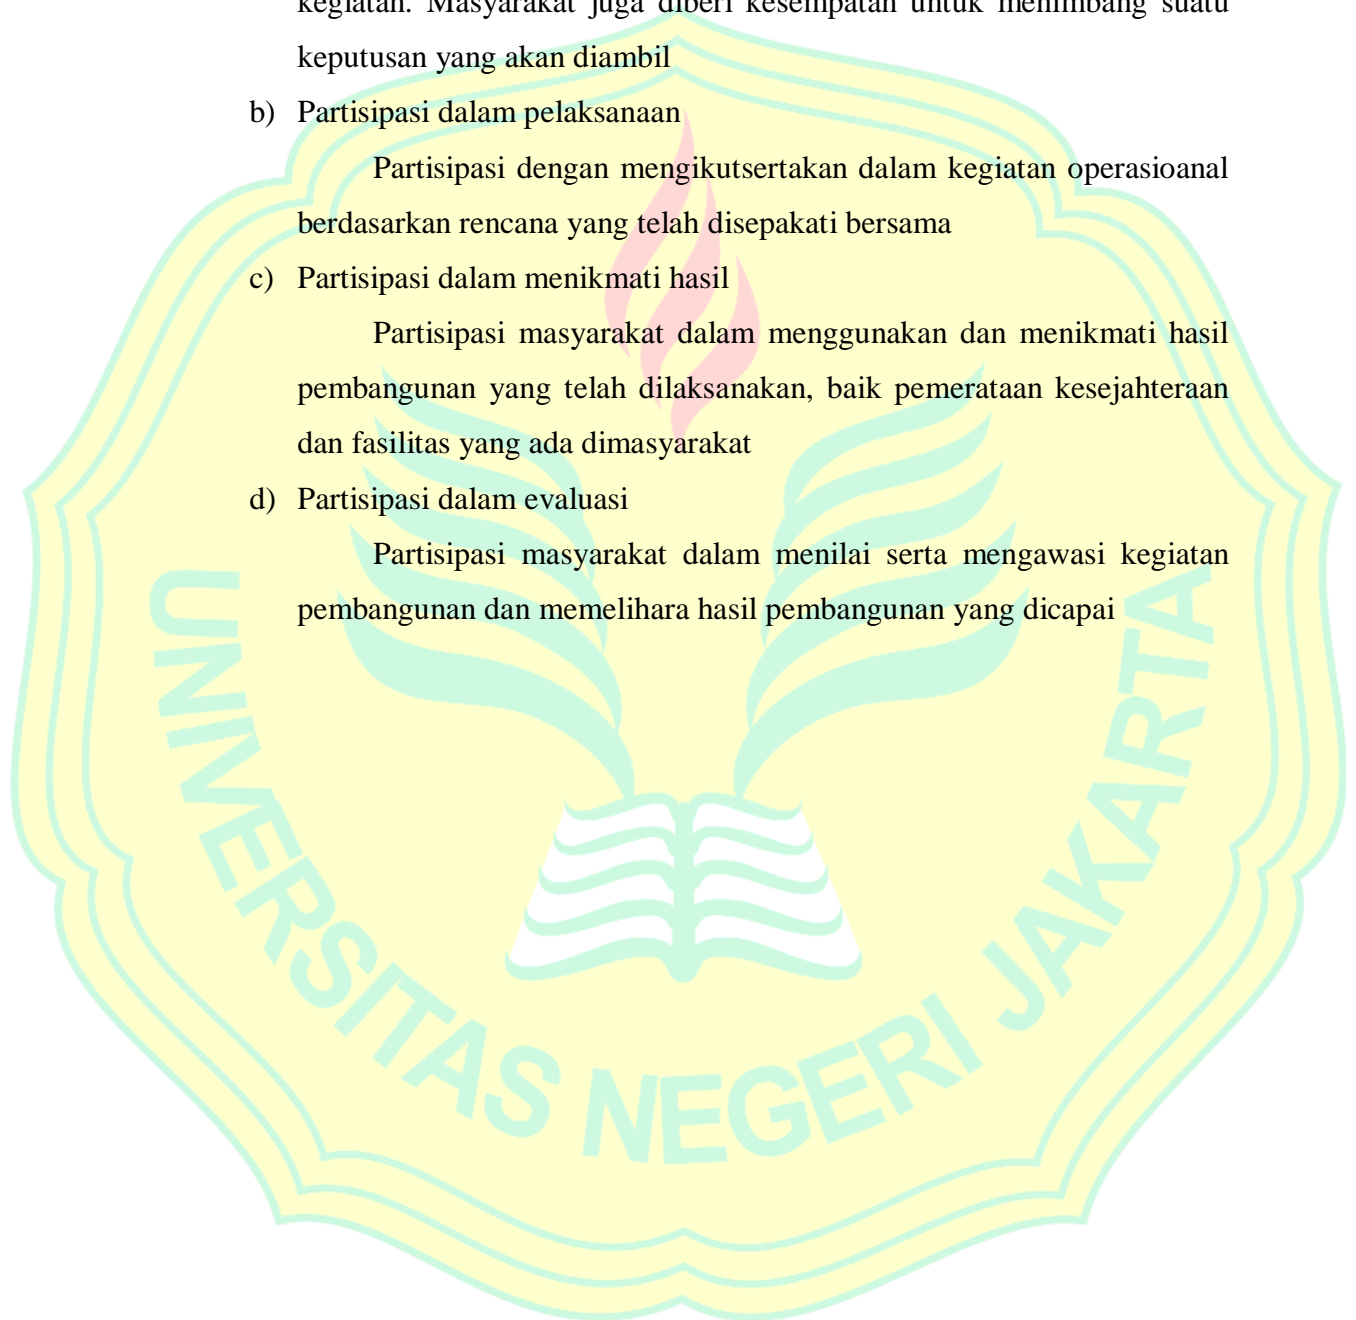 kegiatan. Masyarakat juga diberi kesempatan untuk menimbang suatu
keputusan yang akan diambil
b) Partisipasi dalam pelaksanaan
Partisipasi dengan mengikutsertakan dalam kegiatan operasioanal
berdasarkan rencana yang telah disepakati bersama
c) Partisipasi dalam menikmati hasil
Partisipasi masyarakat dalam menggunakan dan menikmati hasil
pembangunan yang telah dilaksanakan, baik pemerataan kesejahteraan
dan fasilitas yang ada dimasyarakat
d) Partisipasi dalam evaluasi
Partisipasi masyarakat dalam menilai serta mengawasi kegiatan
pembangunan dan memelihara hasil pembangunan yang dicapai
UNIVERSITAS NEGERI JAKARTA